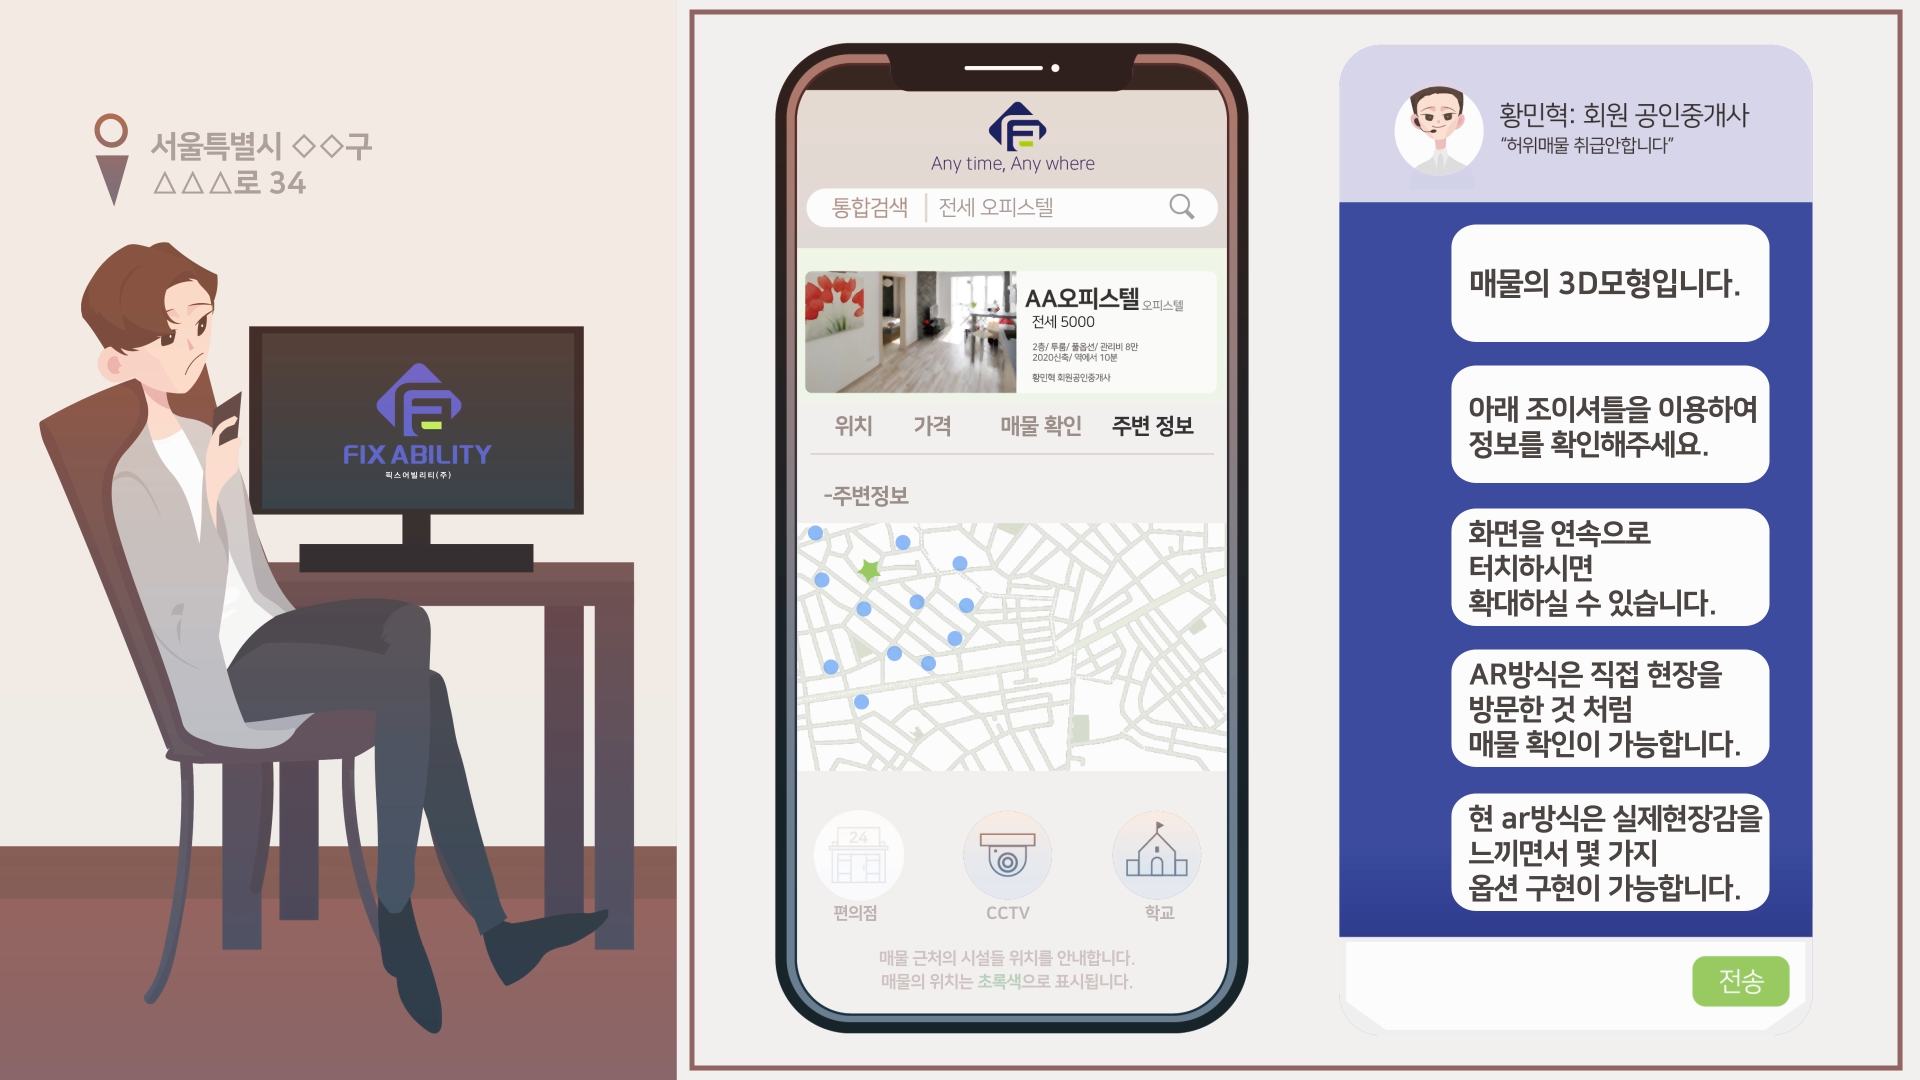 서울특별시 ◇◇구
△△△로 34
FIX ABILITY
픽스어빌리티(주)
Any time, Any where
통합검색 전세 오피스텔
AA오피스텔 오피스텔
전세 5000
2층/ 투룸/ 풀옵션/ 관리비 8만
2020신축/ 역에서 10분
황민혁 회원공인중개사
위치 가격 매물 확인 주변 정보
-주변정보
24
편의점 CCTV 학교
매물 근처의 시설들 위치를 안내합니다.
매물의 위치는 초록색으로 표시됩니다.
황민혁: 회원 공인중개사
“허위매물 취급안합니다”
매물의 3D모형입니다.
아래 조이셔틀을 이용하여
정보를 확인해주세요.
화면을 연속으로
터치하시면
확대하실 수 있습니다.
AR방식은 직접 현장을
방문한 것 처럼
매물 확인이 가능합니다.
현 ar방식은 실제현장감을
느끼면서 몇 가지
옵션 구현이 가능합니다.
전송